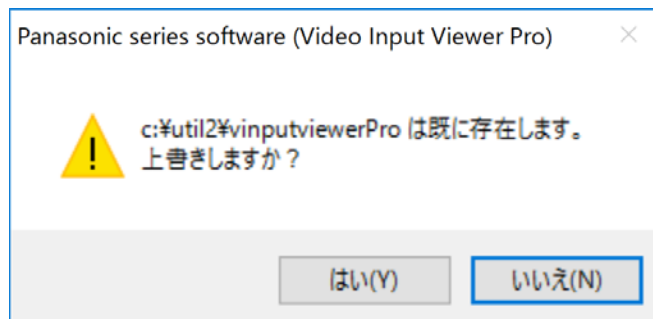 Panasonic series software (Video Input Viewer Pro)
c:¥util2¥vinputviewerPro は既に存在します。
上書きしますか？
はい(Y)
いいえ(N)